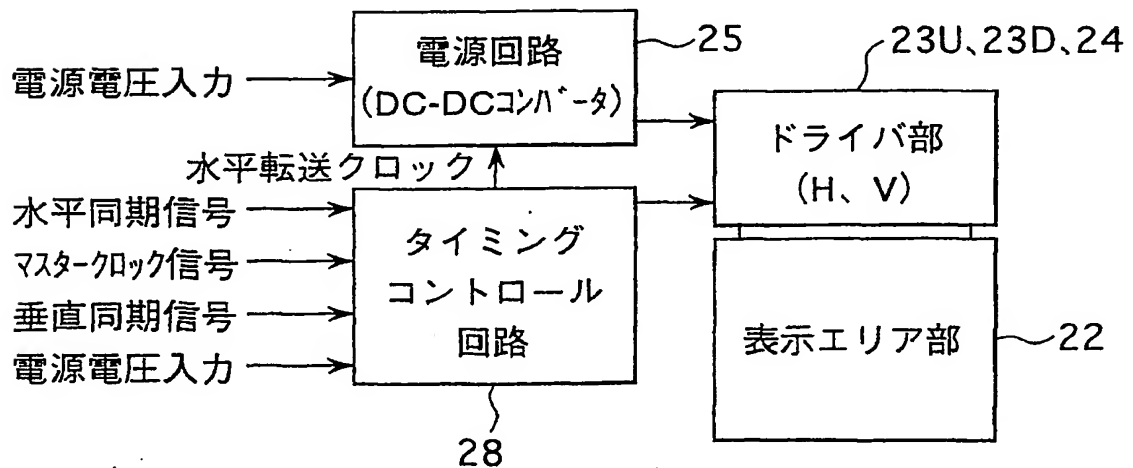 電源回路
(DC-DCコンバータ)
25
電源電圧入力
23U、23D、24
ドライバ部
(H、V)
水平転送クロック
水平同期信号
マスタークロック信号
垂直同期信号
電源電圧入力
タイミング
コントロール
回路
28
表示エリア部
22